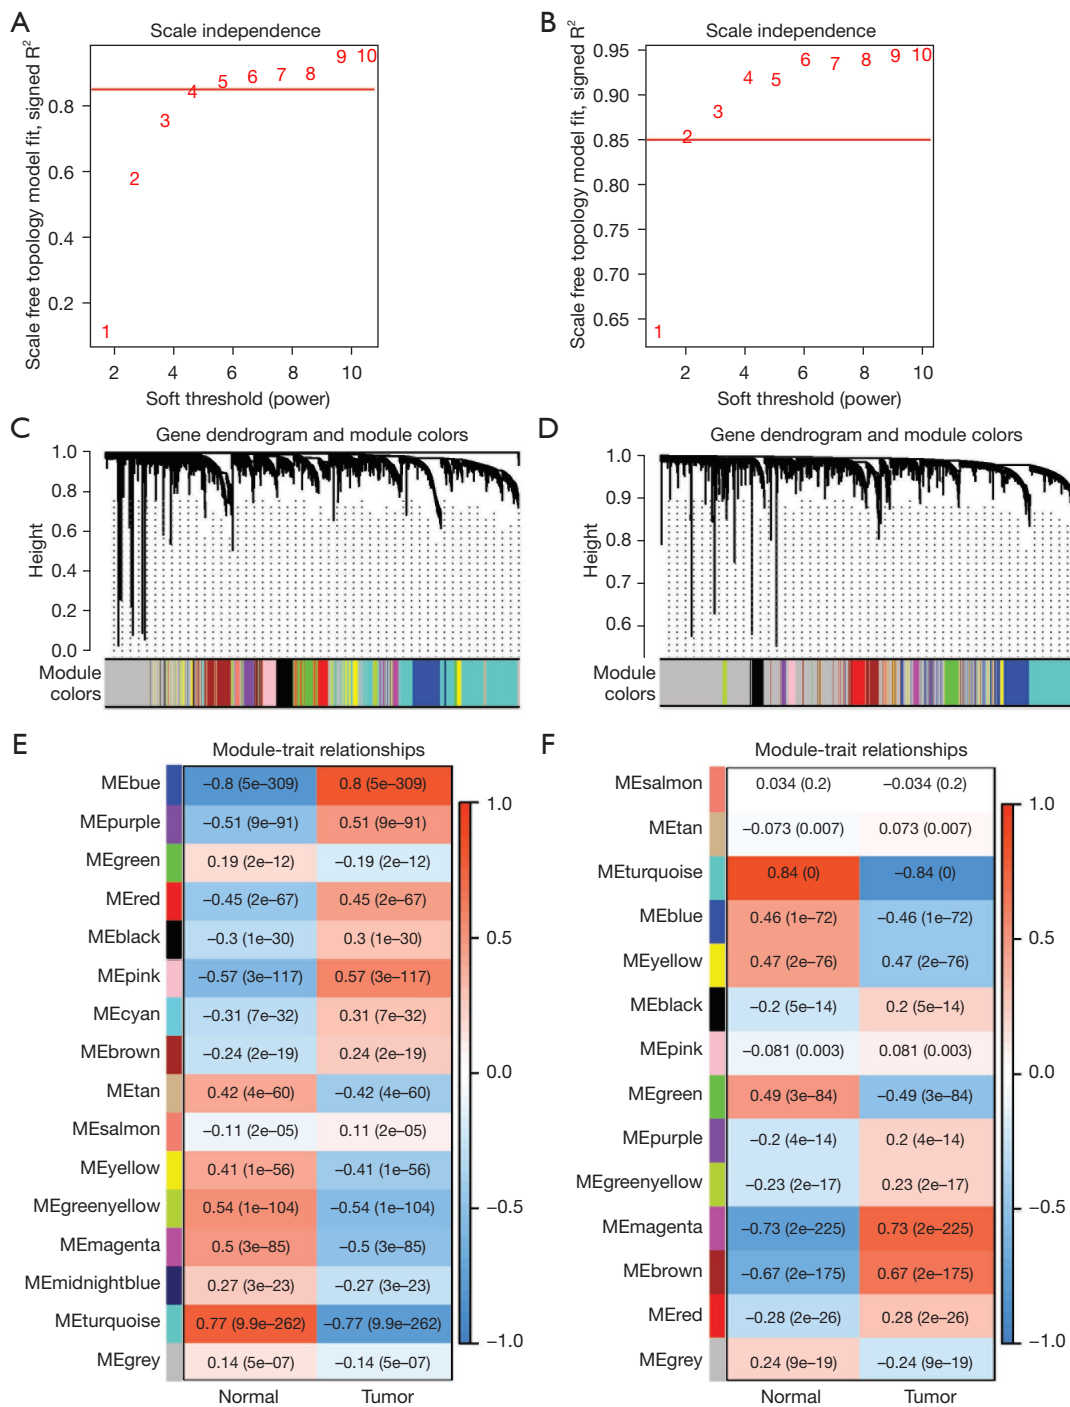 A
Scale independence
Scale free topology model fit, signed R²
0.8
0.6
0.4
0.2
1
2
3
4
5
6
7
8
9
10
2
4
6
8
10
Soft threshold (power)
B
Scale independence
Scale free topology model fit, signed R²
0.95
0.90
0.85
0.80
0.75
0.70
0.65
1
2
3
4
5
6
7
8
9
10
2
4
6
8
10
Soft threshold (power)
C
Gene dendrogram and module colors
Height
1.0
0.8
0.6
0.4
0.2
0.0
Module
colors
D
Gene dendrogram and module colors
Height
1.0
0.9
0.8
0.7
0.6
Module
colors
E
Module-trait relationships
MEbue −0.8 (5e–309) 0.8 (5e–309)
MEpurple −0.51 (9e–91) 0.51 (9e–91)
MEgreen 0.19 (2e–12) −0.19 (2e–12)
MEred −0.45 (2e–67) 0.45 (2e–67)
MEblack −0.3 (1e–30) 0.3 (1e–30)
MEpink −0.57 (3e–117) 0.57 (3e–117)
MEcyan −0.31 (7e–32) 0.31 (7e–32)
MEbrown −0.24 (2e–19) 0.24 (2e–19)
MEtan 0.42 (4e–60) −0.42 (4e–60)
MEsalmon −0.11 (2e–05) 0.11 (2e–05)
MEyellow 0.41 (1e–56) −0.41 (1e–56)
MEgreenyellow 0.54 (1e–104) −0.54 (1e–104)
MEmagenta 0.5 (3e–85) −0.5 (3e–85)
MEmidnightblue 0.27 (3e–23) −0.27 (3e–23)
MEturquoise 0.77 (9.9e–262) −0.77 (9.9e–262)
MEgrey 0.14 (5e–07) −0.14 (5e–07)
Normal Tumor
1.0
0.5
0.0
−0.5
−1.0
F
Module-trait relationships
MEsalmon 0.034 (0.2) −0.034 (0.2)
MEtan −0.073 (0.007) 0.073 (0.007)
MEturquoise 0.84 (0) −0.84 (0)
MEblue 0.46 (1e–72) −0.46 (1e–72)
MEyellow 0.47 (2e–76) 0.47 (2e–76)
MEblack −0.2 (5e–14) 0.2 (5e–14)
MEpink −0.081 (0.003) 0.081 (0.003)
MEgreen 0.49 (3e–84) −0.49 (3e–84)
MEpurple −0.2 (4e–14) 0.2 (4e–14)
MEgreenyellow −0.23 (2e–17) 0.23 (2e–17)
MEmagenta −0.73 (2e–225) 0.73 (2e–225)
MEbrown −0.67 (2e–175) 0.67 (2e–175)
MEred −0.28 (2e–26) 0.28 (2e–26)
MEgrey 0.24 (9e–19) −0.24 (9e–19)
Normal Tumor
1.0
0.5
0.0
−0.5
−1.0